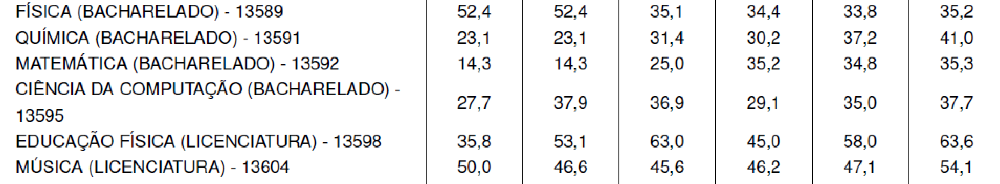 FÍSICA (BACHARELADO) - 13589 52,4 52,4 35,1 34,4 33,8 35,2
QUÍMICA (BACHARELADO) - 13591 23,1 23,1 31,4 30,2 37,2 41,0
MATEMÁTICA (BACHARELADO) - 13592 14,3 14,3 25,0 35,2 34,8 35,3
CIÊNCIA DA COMPUTAÇÃO (BACHARELADO) -
13595 27,7 37,9 36,9 29,1 35,0 37,7
EDUCAÇÃO FÍSICA (LICENCIATURA) - 13598 35,8 53,1 63,0 45,0 58,0 63,6
MÚSICA (LICENCIATURA) - 13604 50,0 46,6 45,6 46,2 47,1 54,1